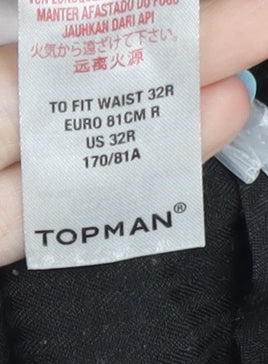 MANTER AFASTADO DO FOGO
JAUHKAN DARI API
火気から遠ざけて下さい。
远离火源
TO FIT WAIST 32R
EURO 81CM R
US 32R
170/81A
TOPMAN®